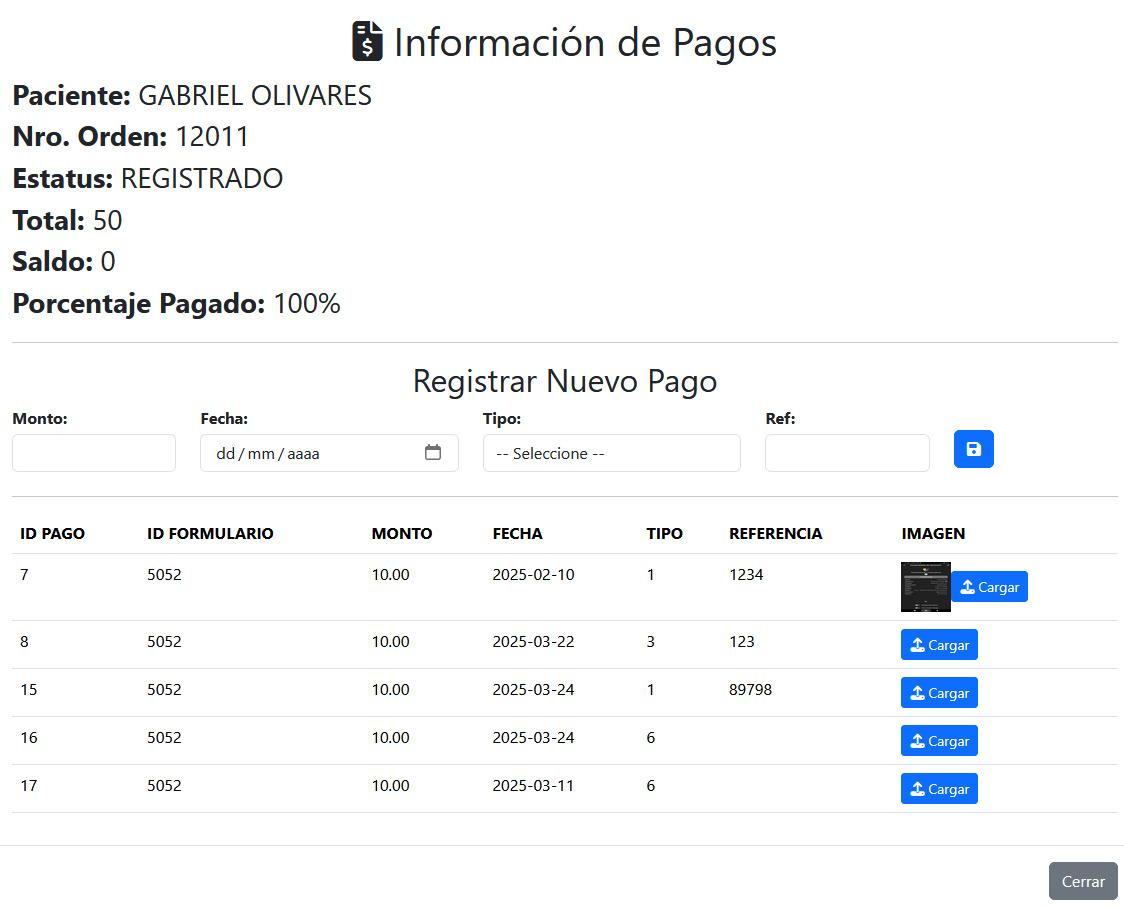 Información de Pagos
Paciente: GABRIEL OLIVARES
Nro. Orden: 12011
Estatus: REGISTRADO
Total: 50
Saldo: 0
Porcentaje Pagado: 100%
Registrar Nuevo Pago
Monto: Fecha: Tipo: Ref:
dd/mm/aaaa -- Seleccione --
ID PAGO ID FORMULARIO MONTO FECHA TIPO REFERENCIA IMAGEN
7 5052 10.00 2025-02-10 1 1234 Cargar
8 5052 10.00 2025-03-22 3 123 Cargar
15 5052 10.00 2025-03-24 1 89798 Cargar
16 5052 10.00 2025-03-24 6 Cargar
17 5052 10.00 2025-03-11 6 Cargar
Cerrar